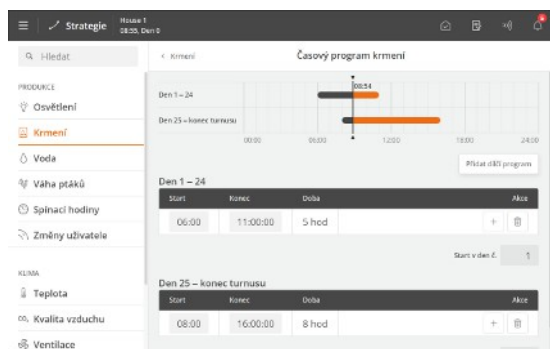 Strategie
House 1
08:55, Den 0
Hledat
< Krmení
Časový program krmení
PRODUKCE
Osvětlení
Krmení
Voda
Váha ptáků
Spínací hodiny
Změny uživatele
KLIMA
Teplota
Kvalita vzduchu
Ventilace
08:54
Den 1 – 24
Den 25 – konec turnusu
00:00 06:00 12:00 18:00 24:00
Přidat dílčí program
Den 1 – 24
Start Konec Doba Akce
06:00 11:00:00 5 hod +
Start v den č. 1
Den 25 – konec turnusu
Start Konec Doba Akce
08:00 16:00:00 8 hod +